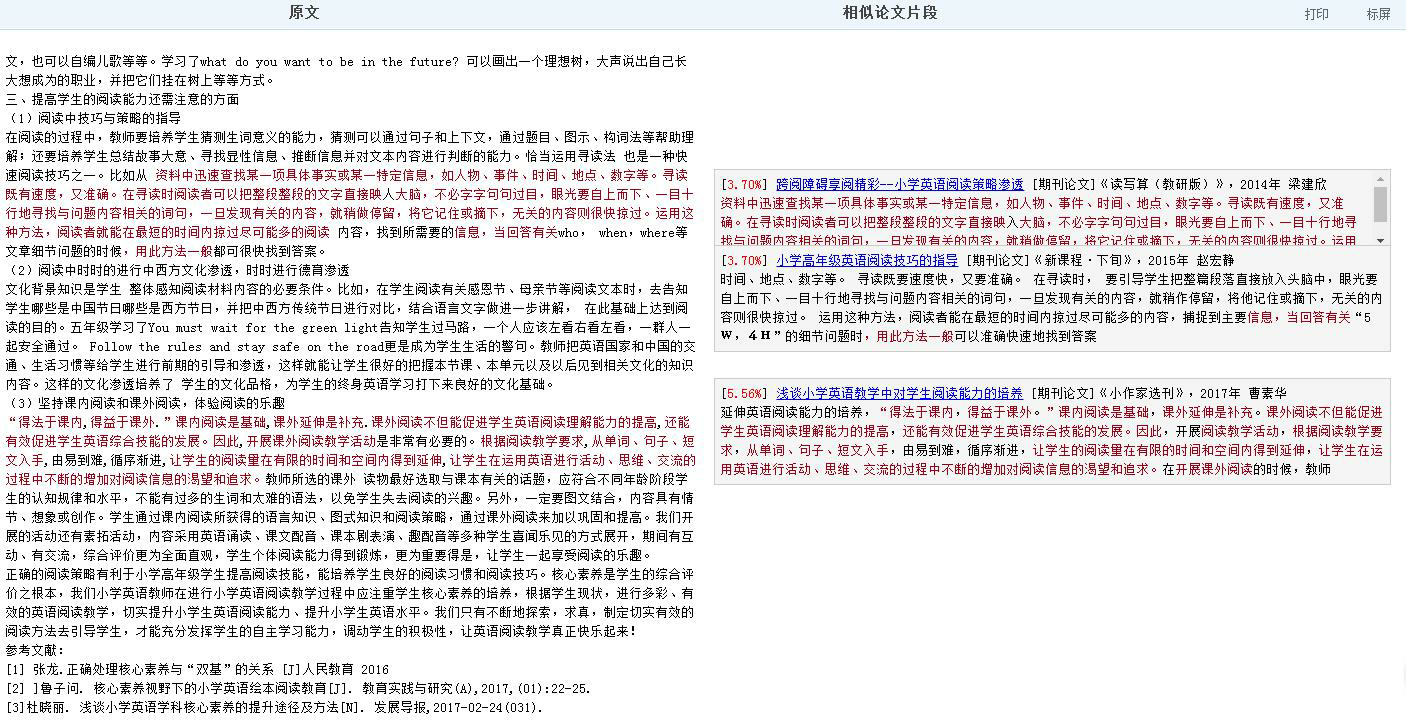 原文
相似论文片段
打印
标屏
文，也可以自编儿歌等等。学习了what do you want to be in the future? 可以画出一个理想树，大声说出自己长
大想成为的职业，并把它们挂在树上等等方式。
三、提高学生的阅读能力还需注意的方面
（1）阅读中技巧与策略的指导
在阅读的过程中，教师要培养学生猜测生词意义的能力，猜测可以通过句子和上下文，通过题目、图示、构词法等帮助理
解；还要培养学生总结故事大意、寻找显性信息、推断信息并对文本内容进行判断的能力。恰当运用寻读法 也是一种快
速阅读技巧之一。比如从 资料中迅速查找某一项具体事实或某一特定信息，如人物、事件、时间、地点、数字等。寻读
既有速度，又准确。在寻读时阅读者可以把整段整段的文字直接映人大脑，不必字字句句过目，眼光要自上而下、一目十
行地寻找与问题内容相关的词句，一旦发现有关的内容，就稍做停留，将它记住或摘下，无关的内容则很快掠过。运用这
种方法，阅读者就能在最短的时间内掠过尽可能多的阅读 内容，找到所需要的信息，当回答有关who， when，where等
文章细节问题的时候，用此方法一般都可很快找到答案。
（2）阅读中时时的进行中西方文化渗透，时时进行德育渗透
文化背景知识是学生 整体感知阅读材料内容的必要条件。比如，在学生阅读有关感恩节、母亲节等阅读文本时，去告知
学生哪些是中国节日哪些是西方节日，并把中西方传统节日进行对比，结合语言文字做进一步讲解， 在此基础上达到阅
读的目的。五年级学习了You must wait for the green light告知学生过马路，一个人应该左看右看左看，一群人一
起安全通过。 Follow the rules and stay safe on the road更是成为学生生活的警句。教师把英语国家和中国的交
通、生活习惯等给学生进行前期的引导和渗透，这样就能让学生很好的把握本节课、本单元以及以后见到相关文化的知识
内容。这样的文化渗透培养了 学生的文化品格，为学生的终身英语学习打下来良好的文化基础。
（3）坚持课内阅读和课外阅读，体验阅读的乐趣
“得法于课内,得益于课外.”课内阅读是基础,课外延伸是补充.课外阅读不但能促进学生英语阅读理解能力的提高,还能
有效促进学生英语综合技能的发展。因此,开展课外阅读教学活动是非常有必要的。根据阅读教学要求,从单词、句子、短
文入手,由易到难,循序渐进,让学生的阅读量在有限的时间和空间内得到延伸,让学生在运用英语进行活动、思维、交流的
过程中不断的增加对阅读信息的渴望和追求。教师所选的课外 读物最好选取与课本有关的话题，应符合不同年龄阶段学
生的认知规律和水平，不能有过多的生词和太难的语法，以免学生失去阅读的兴趣。另外，一定要图文结合，内容具有情
节、想象或创作。学生通过课内阅读所获得的语言知识、图式知识和阅读策略，通过课外阅读来加以巩固和提高。我们开
展的活动还有素拓活动，内容采用英语诵读、课文配音、课本剧表演、趣配音等多种学生喜闻乐见的方式展开，期间有互
动、有交流，综合评价更为全面直观，学生个体阅读能力得到锻炼，更为重要得是，让学生一起享受阅读的乐趣。
正确的阅读策略有利于小学高年级学生提高阅读技能，能培养学生良好的阅读习惯和阅读技巧。核心素养是学生的综合评
价之根本，我们小学英语教师在进行小学英语阅读教学过程中应注重学生核心素养的培养，根据学生现状，进行多彩、有
效的英语阅读教学，切实提升小学生英语阅读能力、提升小学生英语水平。我们只有不断地探索，求真，制定切实有效的
阅读方法去引导学生，才能充分发挥学生的自主学习能力，调动学生的积极性，让英语阅读教学真正快乐起来！
参考文献：
[1] 张龙.正确处理核心素养与“双基”的关系 [J]人民教育 2016
[2] ]鲁子问. 核心素养视野下的小学英语绘本阅读教育[J]. 教育实践与研究(A),2017,(01):22-25.
[3]杜晓丽. 浅谈小学英语学科核心素养的提升途径及方法[N]. 发展导报,2017-02-24(031).
[3.70%] 跨阅障碍享阅精彩--小学英语阅读策略渗透 [期刊论文]《读写算（教研版）》，2014年 梁建欣
资料中迅速查找某一项具体事实或某一特定信息，如人物、事件、时间、地点、数字等。寻读既有速度，又准
确。在寻读时阅读者可以把整段整段的文字直接映入大脑，不必字字句句过目，眼光要自上而下、一目十行地寻
找与问题内容相关的词句，一旦发现有关的内容，就稍做停留，将它记住或摘下，无关的内容则很快掠过。运用
[3.70%] 小学高年级英语阅读技巧的指导 [期刊论文]《新课程·下旬》，2015年 赵宏静
时间、地点、数字等。 寻读既要速度快，又要准确。 在寻读时， 要引导学生把整篇段落直接放入头脑中，眼光要
自上而下、一目十行地寻找与问题内容相关的词句，一旦发现有关的内容，就稍作停留，将他记住或摘下，无关的内
容则很快掠过。 运用这种方法，阅读者能在最短的时间内掠过尽可能多的内容，捕捉到主要信息，当回答有关“5
W，4H”的细节问题时，用此方法一般可以准确快速地找到答案
[5.56%] 浅谈小学英语教学中对学生阅读能力的培养 [期刊论文]《小作家选刊》，2017年 曹素华
延伸英语阅读能力的培养，“得法于课内，得益于课外。”课内阅读是基础，课外延伸是补充。课外阅读不但能促进
学生英语阅读理解能力的提高，还能有效促进学生英语综合技能的发展。因此，开展阅读教学活动，根据阅读教学要
求，从单词、句子、短文入手，由易到难，循序渐进，让学生的阅读量在有限的时间和空间内得到延伸，让学生在运
用英语进行活动、思维、交流的过程中不断的增加对阅读信息的渴望和追求。在开展课外阅读的时候，教师